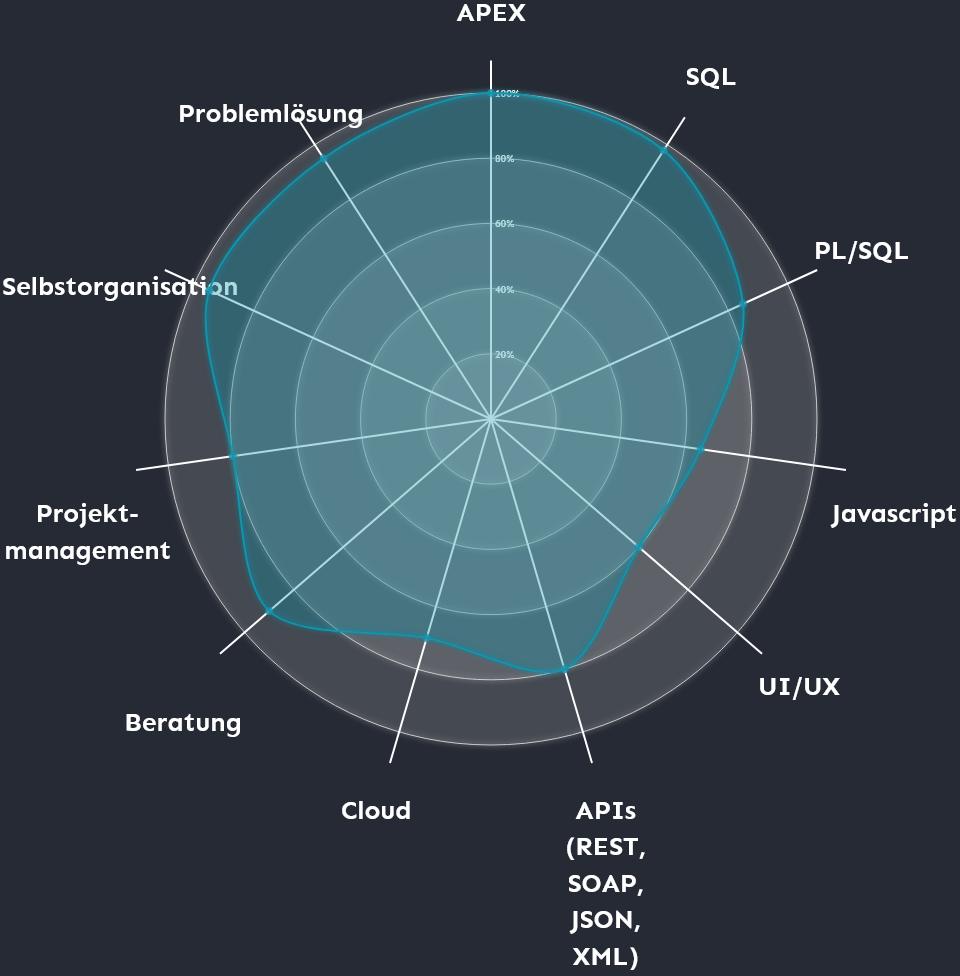 APEX
SQL
100%
Problemlösung
80%
60%
PL/SQL
Selbstorganisation
40%
20%
Projekt-
management
Javascript
UI/UX
Beratung
Cloud
APIs
(REST,
SOAP,
JSON,
XML)